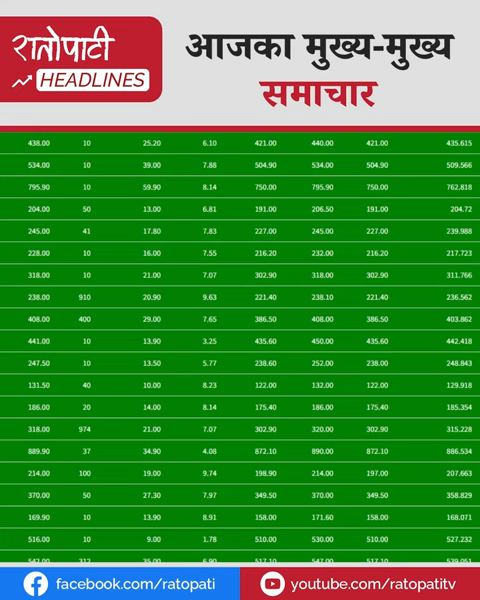 रातोपाटी
HEADLINES
आजका मुख्य-मुख्य
समाचार
438.00 10 25.20 6.10 421.00 440.00 421.00 435.615
534.00 10 39.00 7.88 504.90 534.00 504.90 509.566
795.90 10 59.90 8.14 750.00 795.90 750.00 762.818
204.00 50 13.00 6.81 191.00 206.50 191.00 204.72
245.00 41 17.80 7.83 227.00 245.00 227.00 239.988
228.00 10 16.00 7.55 216.20 232.00 216.20 217.723
318.00 10 21.00 7.07 302.90 318.00 302.90 311.766
238.00 910 20.90 9.63 221.40 238.10 221.40 236.562
408.00 400 29.00 7.65 386.50 408.00 386.50 403.862
441.00 10 13.90 3.25 435.60 450.00 435.60 442.418
247.50 10 13.50 5.77 238.60 252.00 238.00 248.843
131.50 40 10.00 8.23 122.00 132.00 122.00 129.918
186.00 20 14.00 8.14 175.40 186.00 175.40 185.354
318.00 974 21.00 7.07 302.90 320.00 302.90 315.228
889.90 37 34.90 4.08 872.10 890.00 872.10 886.534
214.00 100 19.00 9.74 198.90 214.00 197.00 207.663
370.00 50 27.30 7.97 349.50 370.00 349.50 358.829
169.90 10 13.90 8.91 158.00 171.60 158.00 168.071
516.00 10 9.00 1.78 510.00 530.00 510.00 527.232
542.00 312 35.00 6.90 517.10 547.00 517.10 539.051
facebook.com/ratopati
youtube.com/ratopatitv